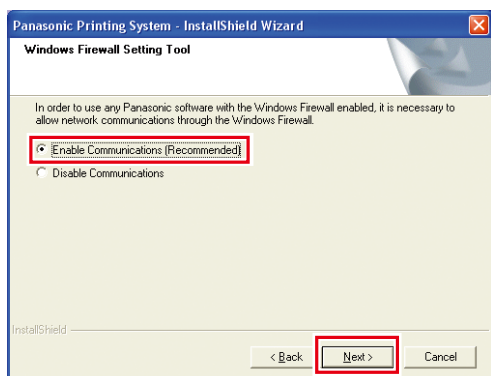 Panasonic Printing System - InstallShield Wizard
Windows Firewall Setting Tool
In order to use any Panasonic software with the Windows Firewall enabled, it is necessary to
allow network communications through the Windows Firewall.
Enable Communications (Recommended)
Disable Communications
InstallShield
< Back Next > Cancel